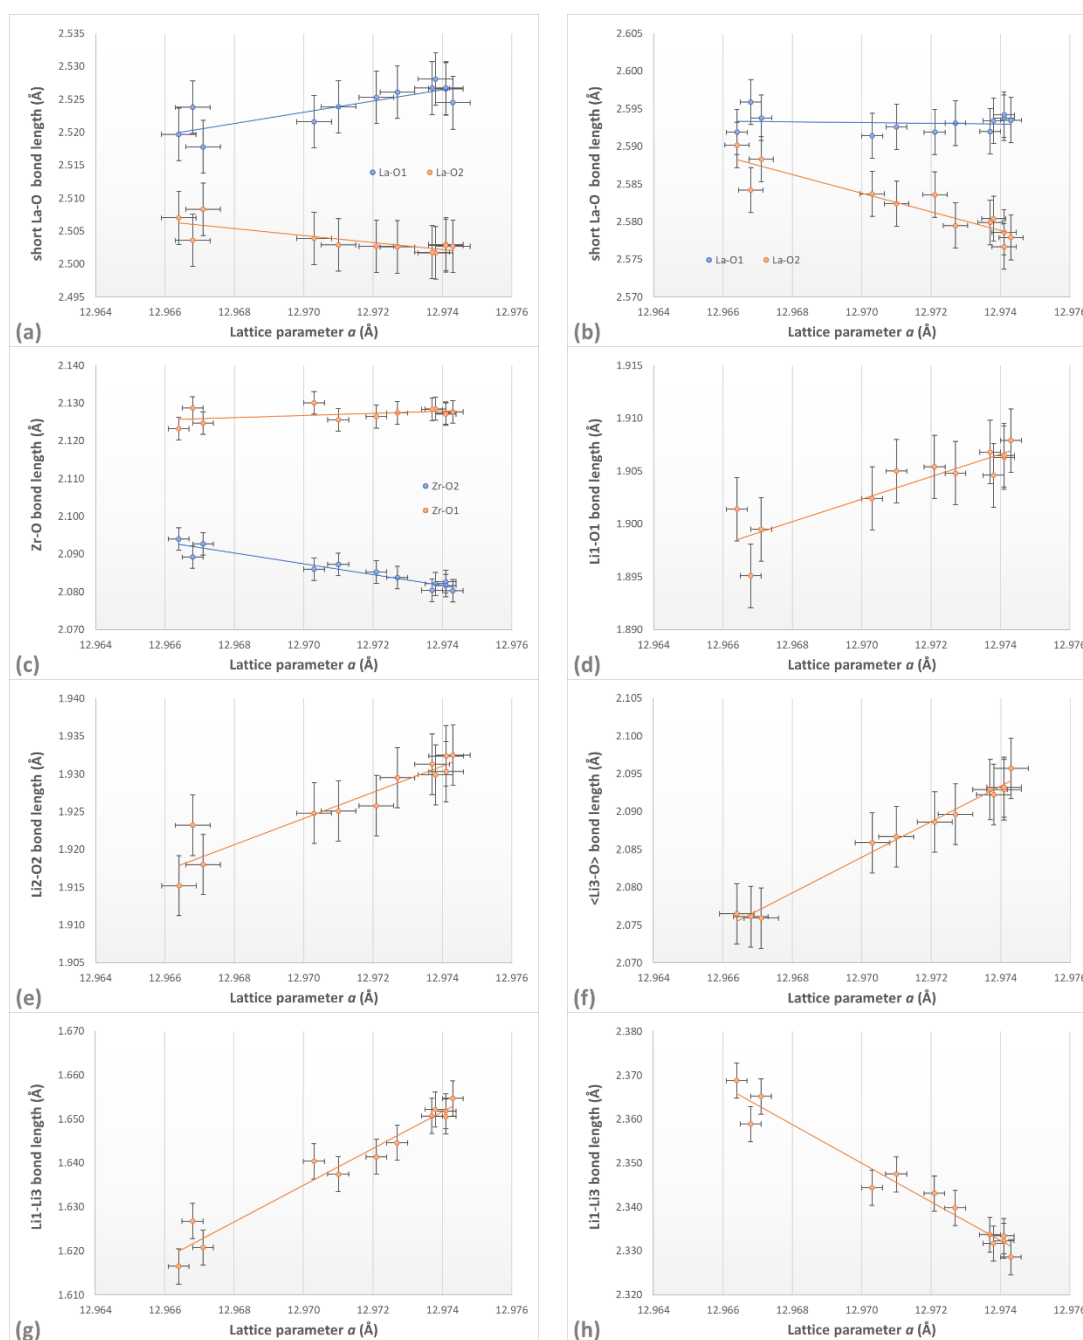 2.535
2.530
2.525
2.520
2.515
2.510
2.505
2.500
2.495
short La-O  bond length (Å)
La-O1 La-O2
12.964 12.966 12.968 12.970 12.972 12.974 12.976
Lattice parameter a (Å)
(a)
2.605
2.600
2.595
2.590
2.585
2.580
2.575
2.570
short La-O  bond length (Å)
La-O1 La-O2
12.964 12.966 12.968 12.970 12.972 12.974 12.976
Lattice parameter a (Å)
(b)
2.140
2.130
2.120
2.110
2.100
2.090
2.080
2.070
Zr-O bond length (Å)
Zr-O2
Zr-O1
12.964 12.966 12.968 12.970 12.972 12.974 12.976
Lattice parameter a (Å)
(c)
1.915
1.910
1.905
1.900
1.895
1.890
Li1-O1 bond length (Å)
12.964 12.966 12.968 12.970 12.972 12.974 12.976
Lattice parameter a (Å)
(d)
1.940
1.935
1.930
1.925
1.920
1.915
1.910
1.905
Li2-O2 bond length (Å)
12.964 12.966 12.968 12.970 12.972 12.974 12.976
Lattice parameter a (Å)
(e)
2.105
2.100
2.095
2.090
2.085
2.080
2.075
2.070
<Li3-O> bond length (Å)
12.964 12.966 12.968 12.970 12.972 12.974 12.976
Lattice parameter a (Å)
(f)
1.670
1.660
1.650
1.640
1.630
1.620
1.610
Li1-Li3 bond length (Å)
12.964 12.966 12.968 12.970 12.972 12.974 12.976
Lattice parameter a (Å)
(g)
2.380
2.370
2.360
2.350
2.340
2.330
2.320
Li1-Li3 bond length (Å)
12.964 12.966 12.968 12.970 12.972 12.974 12.976
Lattice parameter a (Å)
(h)